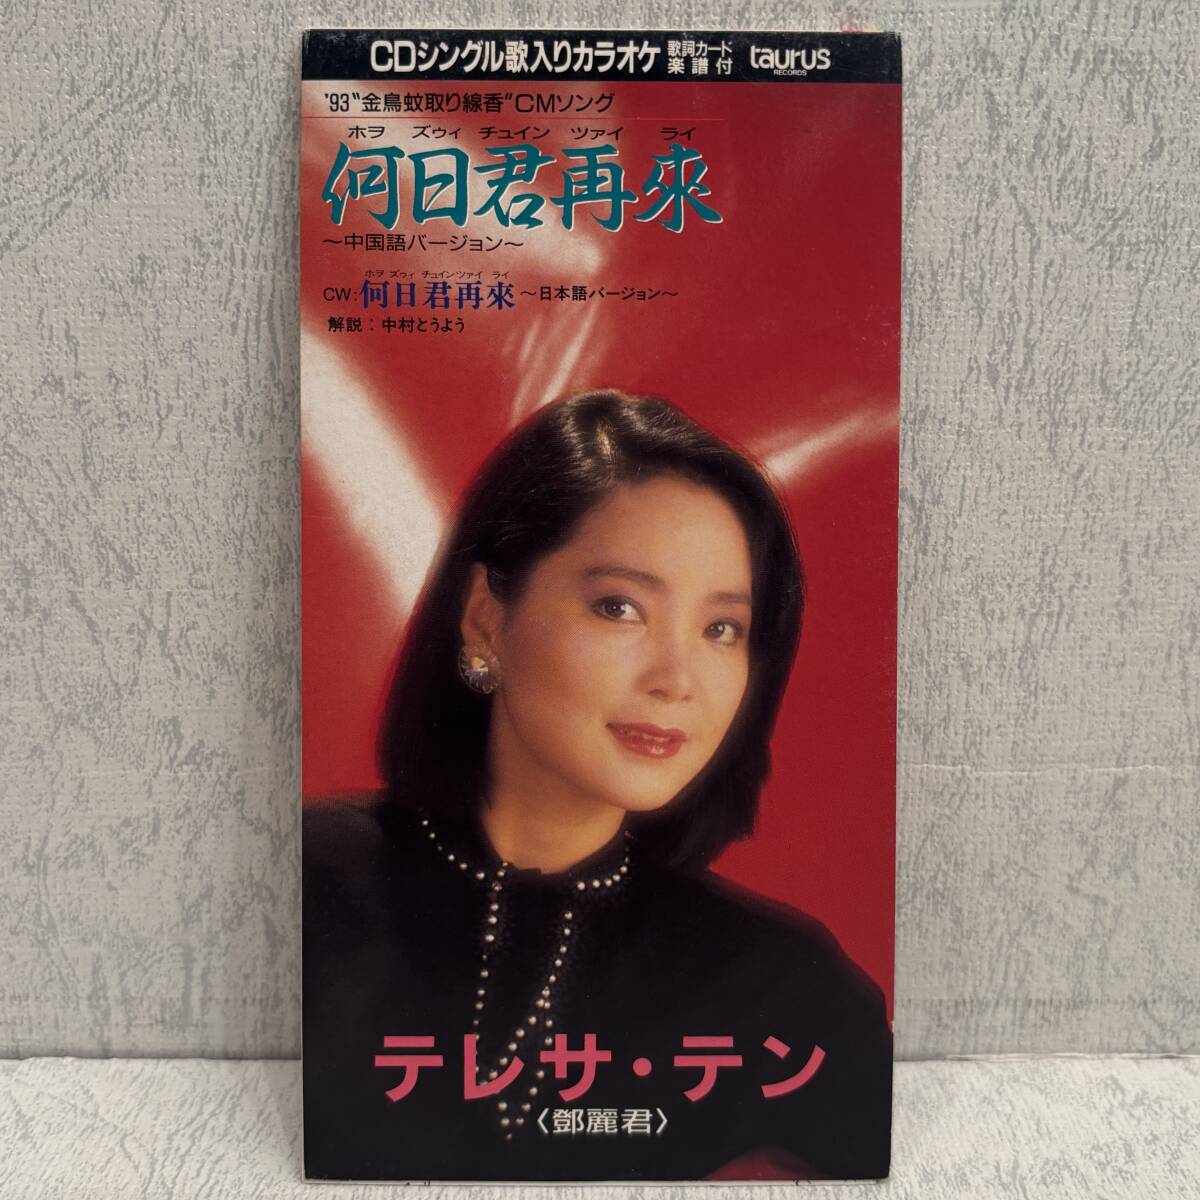 CDシングル歌入りカラオケ 歌詞カード 楽譜付 taurus RECORDS
'93"金鳥蚊取り線香"CMソング
ホヲ ズゥィ チュイン ツァイ ライ
何日君再來
～中国語バージョン～
ホヲ ズゥィ チュインツァイ ライ
CW:何日君再來 ～日本語バージョン～
解説：中村とうよう
テレサ・テン
〈鄧麗君〉